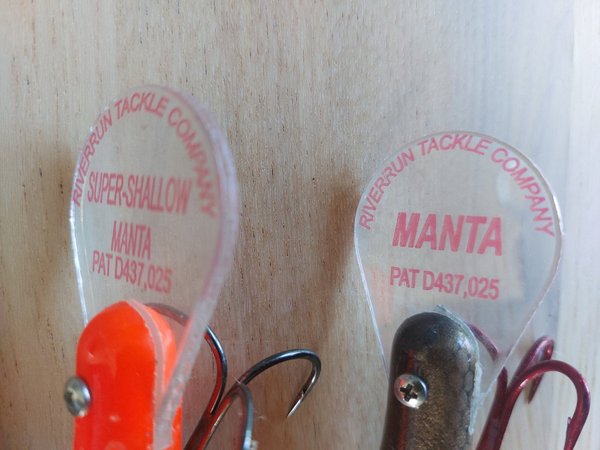 RIVERRUN TACKLE COMPANY
SUPER-SHALLOW
MANTA
PAT D437,025
RIVERRUN TACKLE COMPANY
MANTA
PAT D437,025